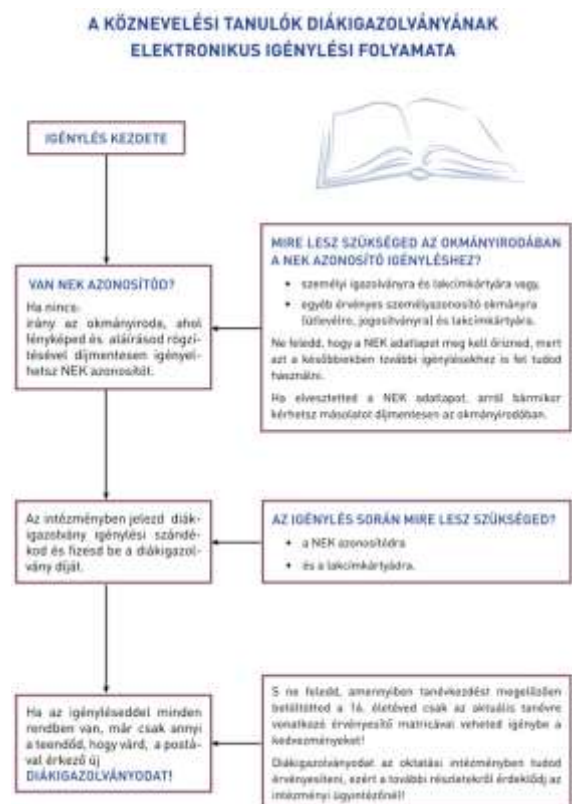 A KÖZNEVELÉSI TANULÓK DIÁKIGAZOLVÁNYÁNAK
ELEKTRONIKUS IGÉNYLÉSI FOLYAMATA
IGÉNYLÉS KEZDETE
VAN NEK AZONOSÍTÓD?
Ha nincs:
irány az okmányiroda, ahol
fényképed és aláírásod rögzí-
tésével díjmentesen igényel-
hetsz NEK azonosítót.
MIRE LESZ SZÜKSÉGED AZ OKMÁNYIRODÁBAN
A NEK AZONOSÍTÓ IGÉNYLÉSHEZ?
• személyi igazolványra és lakcímkártyára vagy,
• egyéb érvényes személyazonosító okmányra
(útlevélre, jogosítványra) és lakcímkártyára.
Ne feledd, hogy a NEK adatlapot meg kell őrizned, mert
azt a későbbiekben további igénylésekhez is fel tudod
használni.
Ha elvesztetted a NEK adatlapot, arról bármikor
kérhetsz másolatot díjmentesen az okmányirodában.
Az intézményben jelezd diák-
igazolvány igénylési szándé-
kod és fizesd be a diákigazol-
vány díját.
AZ IGÉNYLÉS SORÁN MIRE LESZ SZÜKSÉGED?
• a NEK azonosítódra
• és a lakcímkártyádra.
Ha az igényléseddel minden
rendben van, már csak annyi
a teendőd, hogy várd, a postá-
val érkező új
DIÁKIGAZOLVÁNYODAT!
S ne feledd, amennyiben tanévkezdést megelőzően
betöltötted a 16. életéved csak az aktuális tanévre
vonatkozó érvényesítő matricával veheted igénybe a
kedvezményeket!
Diákigazolványodat az oktatási intézményben tudod
érvényesíteni, ezért a további részletekről érdeklődj az
intézményi ügyintézőnél!